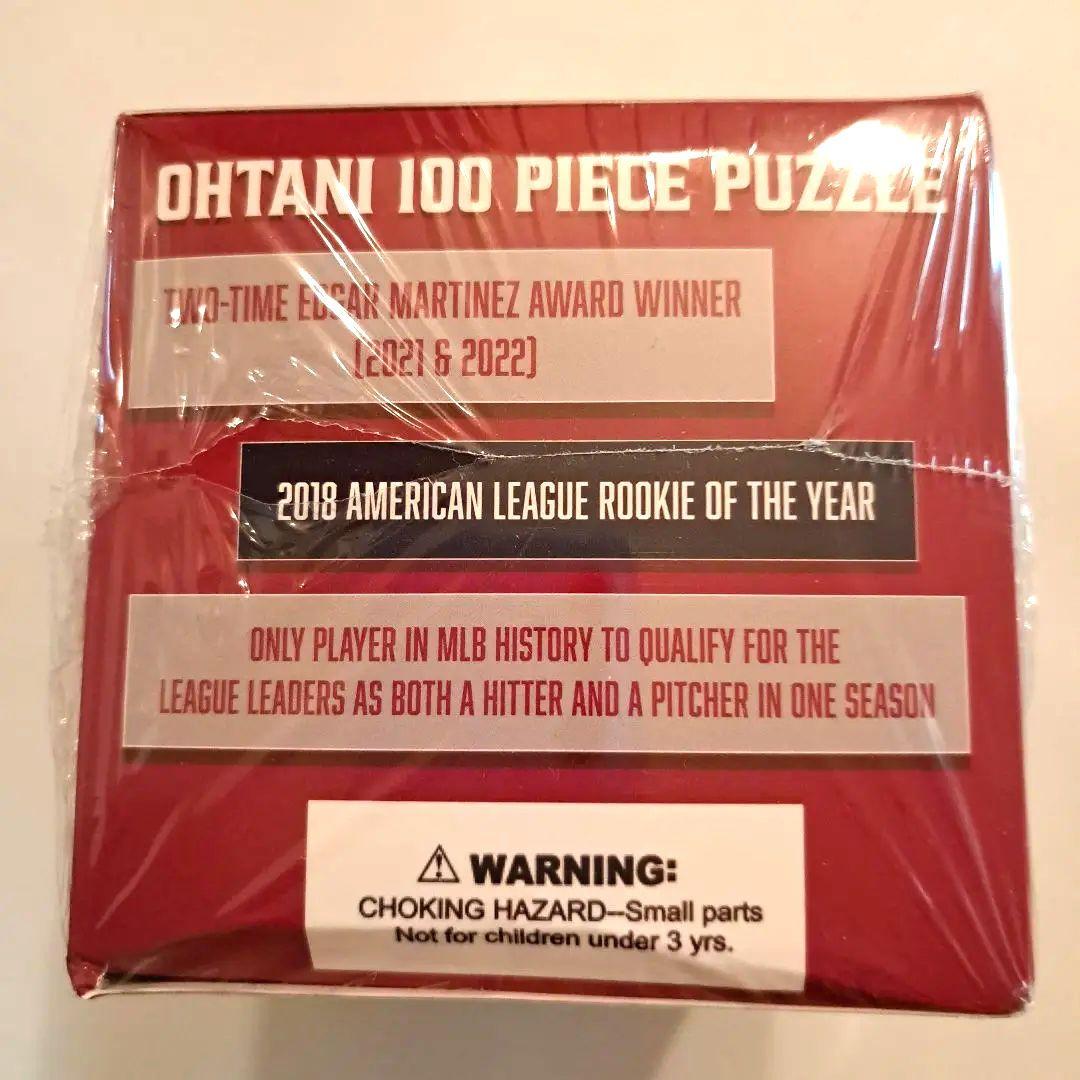 OHTANI 100 PIECE PUZZLE
TWO-TIME EDGAR MARTINEZ AWARD WINNER
(2021 & 2022)
2018 AMERICAN LEAGUE ROOKIE OF THE YEAR
ONLY PLAYER IN MLB HISTORY TO QUALIFY FOR THE
LEAGUE LEADERS AS BOTH A HITTER AND A PITCHER IN ONE SEASON
⚠ WARNING:
CHOKING HAZARD--Small parts
Not for children under 3 yrs.